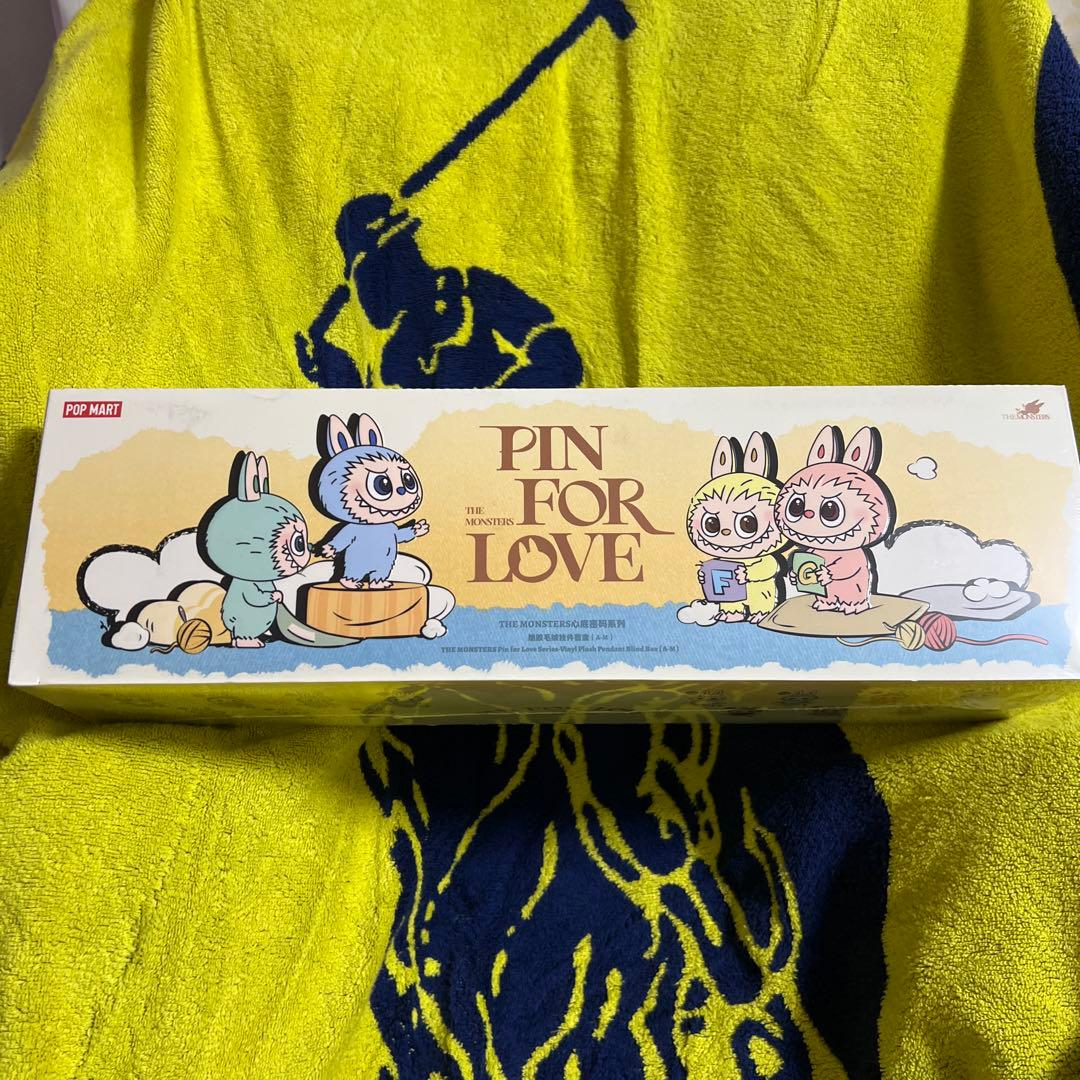 POP MART
THE MONSTERS
PIN
FOR
THE
MONSTERS
LOVE
F
G
THE MONSTERS心底密码系列
搪胶毛绒挂件盲盒 (A-M)
THE MONSTERS Pin for Love Series-Vinyl Plush Pendant Blind Box (A-M)